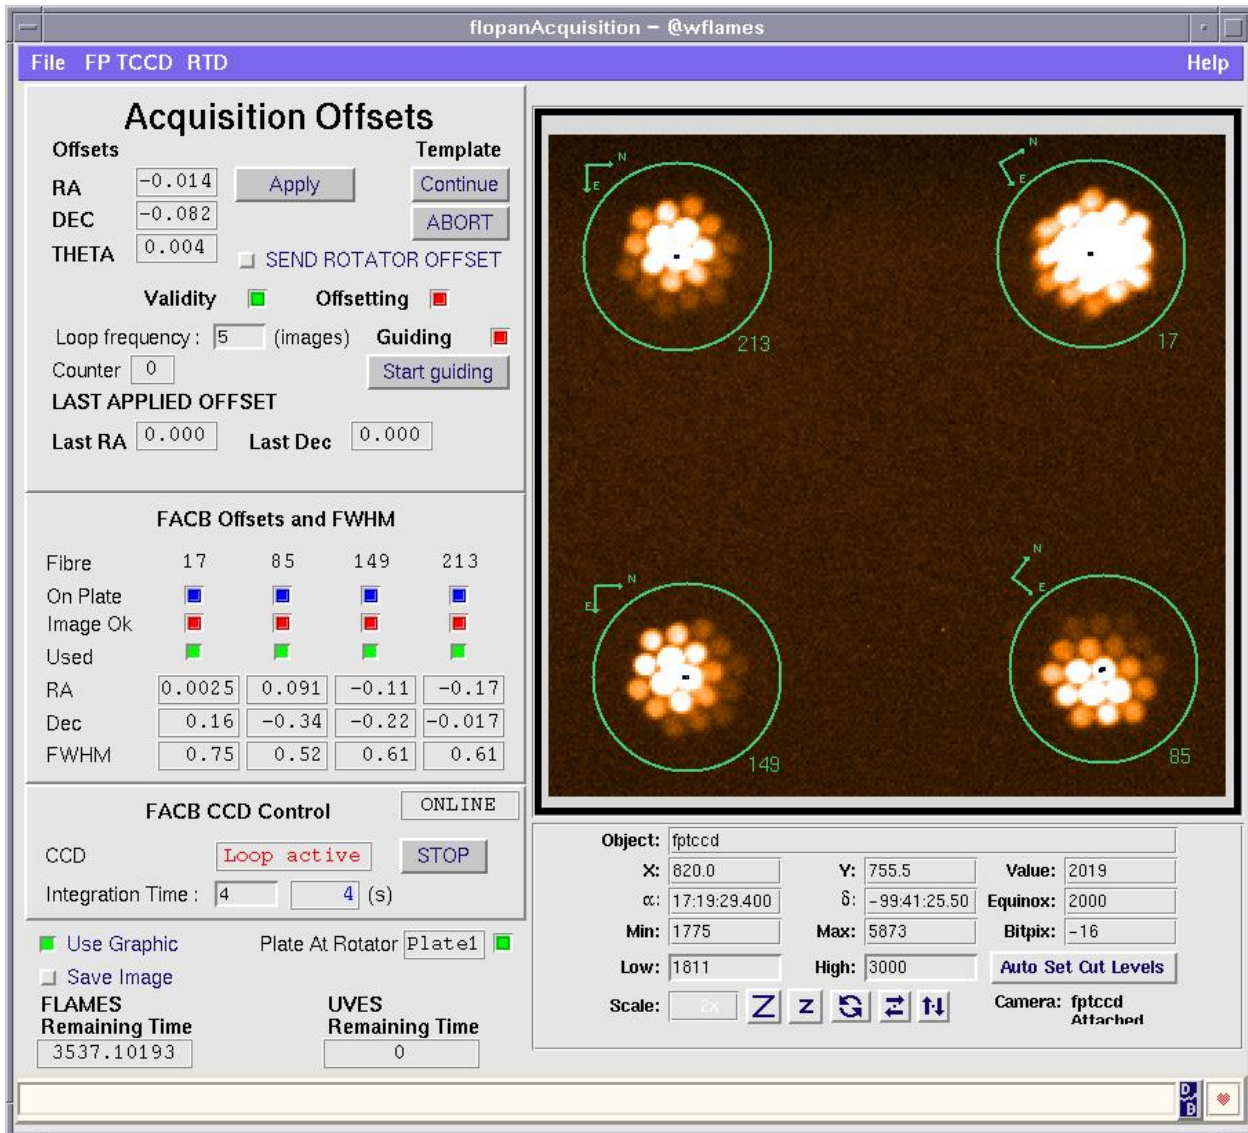 flopanAcquisition – @wflames
File FP TCCD RTD Help
Acquisition Offsets
Offsets Template
RA -0.014 Apply Continue
DEC -0.082 ABORT
THETA 0.004 SEND ROTATOR OFFSET
Validity Offsetting
Loop frequency : 5 (images) Guiding
Counter 0 Start guiding
LAST APPLIED OFFSET
Last RA 0.000 Last Dec 0.000
FACB Offsets and FWHM
Fibre 17 85 149 213
On Plate
Image Ok
Used
RA 0.0025 0.091 -0.11 -0.17
Dec 0.16 -0.34 -0.22 -0.017
FWHM 0.75 0.52 0.61 0.61
FACB CCD Control ONLINE
CCD Loop active STOP
Integration Time : 4 4 (s)
Use Graphic Plate At Rotator Plate1
Save Image
FLAMES UVES
Remaining Time Remaining Time
3537.10193 0
N N
E E
213 17
N N
E E
149 85
Object: fptccd
X: 820.0 Y: 755.5 Value: 2019
α: 17:19:29.400 δ: -99:41:25.50 Equinox: 2000
Min: 1775 Max: 5873 Bitpix: -16
Low: 1811 High: 3000 Auto Set Cut Levels
Scale: 2x Z z Camera: fptccd
Attached
D
B